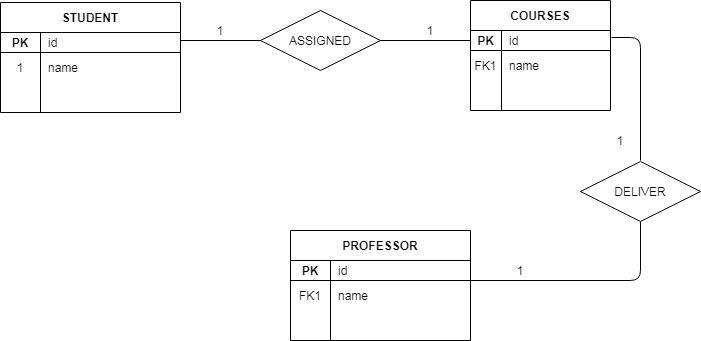 STUDENT
PK id
1 name
1
ASSIGNED
1
COURSES
PK id
FK1 name
1
DELIVER
PROFESSOR
PK id
FK1 name
1